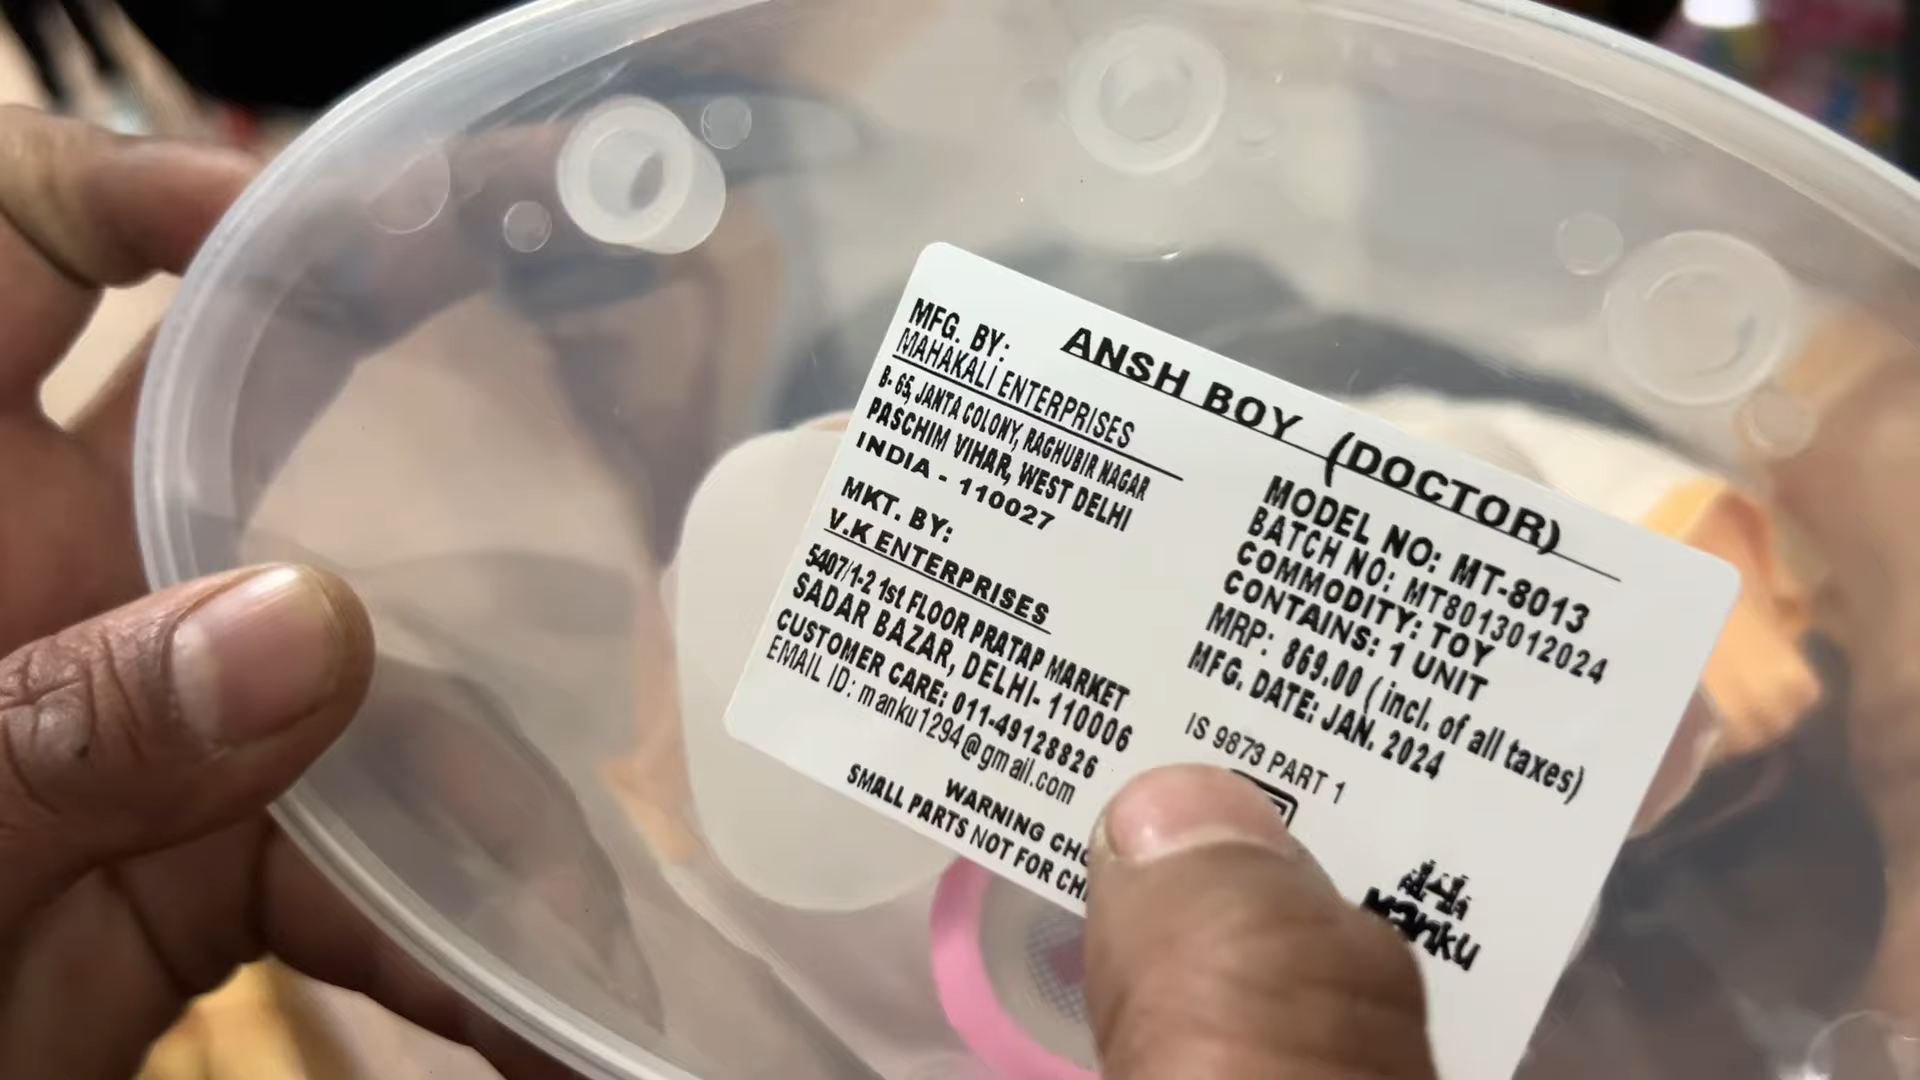 ANSH BOY (DOCTOR)
MFG. BY:
MAHAKALI ENTERPRISES
B- 65, JANTA COLONY, RAGHUBIR NAGAR
PASCHIM VIHAR, WEST DELHI
INDIA - 110027
MKT. BY:
V.K ENTERPRISES
5407/1-2 1st FLOOR PRATAP MARKET
SADAR BAZAR, DELHI- 110006
CUSTOMER CARE: 011-49128826
EMAIL ID: manku1294@gmail.com
WARNING
SMALL PARTS NOT FOR
MODEL NO: MT-8013
BATCH NO: MT8013012024
COMMODITY: TOY
CONTAINS: 1 UNIT
MRP: 869.00 ( incl. of all taxes)
MFG. DATE: JAN. 2024
IS 9873 PART 1
Manku